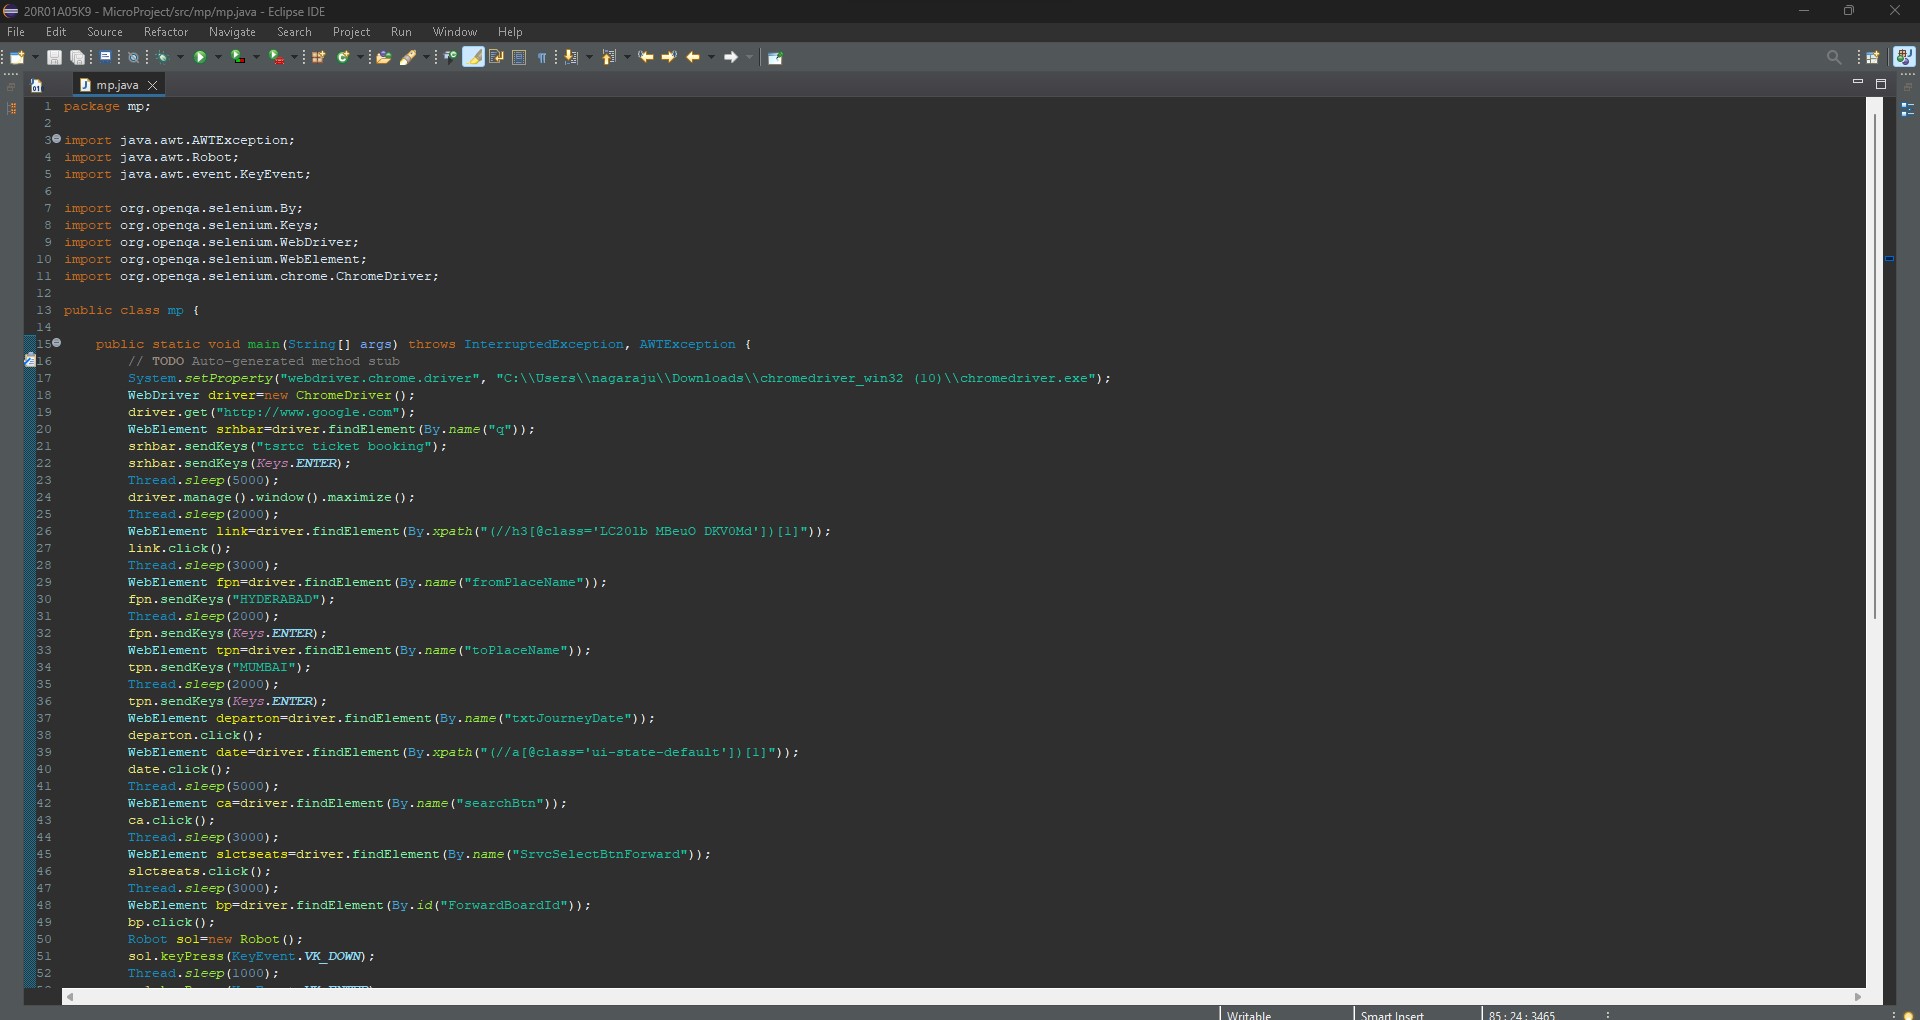 20R01A05K9 - MicroProject/src/mp/mp.java - Eclipse IDE
File Edit Source Refactor Navigate Search Project Run Window Help
mp.java
1 package mp;
2
3 import java.awt.AWTException;
4 import java.awt.Robot;
5 import java.awt.event.KeyEvent;
6
7 import org.openqa.selenium.By;
8 import org.openqa.selenium.Keys;
9 import org.openqa.selenium.WebDriver;
10 import org.openqa.selenium.WebElement;
11 import org.openqa.selenium.chrome.ChromeDriver;
12
13 public class mp {
14
15 public static void main(String[] args) throws InterruptedException, AWTException {
16 // TODO Auto-generated method stub
17 System.setProperty("webdriver.chrome.driver", "C:\\Users\\nagaraju\\Downloads\\chromedriver_win32 (10)\\chromedriver.exe");
18 WebDriver driver=new ChromeDriver();
19 driver.get("http://www.google.com");
20 WebElement srhbar=driver.findElement(By.name("q"));
21 srhbar.sendKeys("tsrtc ticket booking");
22 srhbar.sendKeys(Keys.ENTER);
23 Thread.sleep(5000);
24 driver.manage().window().maximize();
25 Thread.sleep(2000);
26 WebElement link=driver.findElement(By.xpath("(//h3[@class='LC20lb MBeuO DKV0Md'])[1]"));
27 link.click();
28 Thread.sleep(3000);
29 WebElement fpn=driver.findElement(By.name("fromPlaceName"));
30 fpn.sendKeys("HYDERABAD");
31 Thread.sleep(2000);
32 fpn.sendKeys(Keys.ENTER);
33 WebElement tpn=driver.findElement(By.name("toPlaceName"));
34 tpn.sendKeys("MUMBAI");
35 Thread.sleep(2000);
36 tpn.sendKeys(Keys.ENTER);
37 WebElement departon=driver.findElement(By.name("txtJourneyDate"));
38 departon.click();
39 WebElement date=driver.findElement(By.xpath("(//a[@class='ui-state-default'])[1]"));
40 date.click();
41 Thread.sleep(5000);
42 WebElement ca=driver.findElement(By.name("searchBtn"));
43 ca.click();
44 Thread.sleep(3000);
45 WebElement slctseats=driver.findElement(By.name("SrvcSelectBtnForward"));
46 slctseats.click();
47 Thread.sleep(3000);
48 WebElement bp=driver.findElement(By.id("ForwardBoardId"));
49 bp.click();
50 Robot sol=new Robot();
51 sol.keyPress(KeyEvent.VK_DOWN);
52 Thread.sleep(1000);
Writable Smart Insert 85 : 24 : 3465